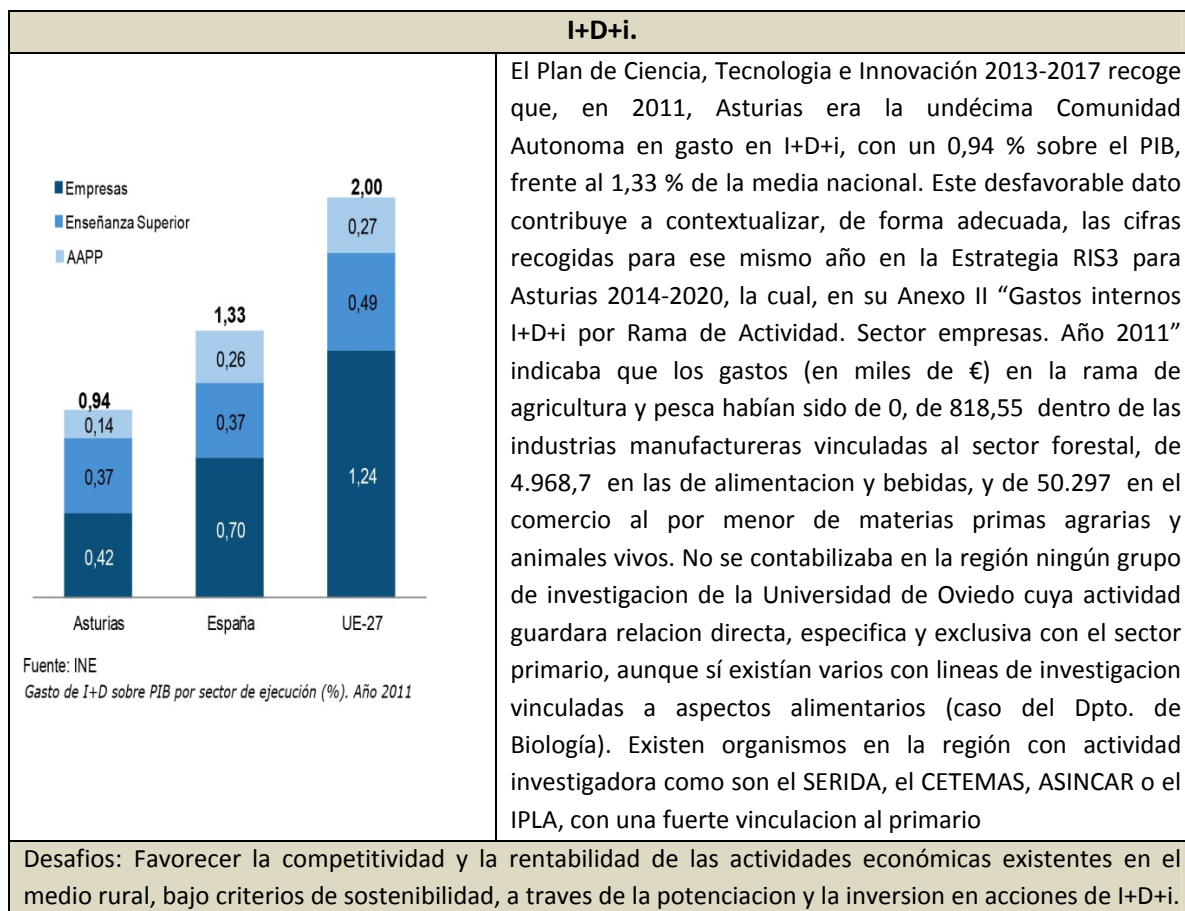 I+D+i.
Empresas
Enseñanza Superior
AAPP
0,94
0,14
0,37
0,42
1,33
0,26
0,37
0,70
2,00
0,27
0,49
1,24
Asturias
España
UE-27
Fuente: INE
Gasto de I+D sobre PIB por sector de ejecución (%). Año 2011
El Plan de Ciencia, Tecnologia e Innovación 2013-2017 recoge
que, en 2011, Asturias era la undécima Comunidad
Autonoma en gasto en I+D+i, con un 0,94 % sobre el PIB,
frente al 1,33 % de la media nacional. Este desfavorable dato
contribuye a contextualizar, de forma adecuada, las cifras
recogidas para ese mismo año en la Estrategia RIS3 para
Asturias 2014-2020, la cual, en su Anexo II “Gastos internos
I+D+i por Rama de Actividad. Sector empresas. Año 2011”
indicaba que los gastos (en miles de €) en la rama de
agricultura y pesca habían sido de 0, de 818,55 dentro de las
industrias manufactureras vinculadas al sector forestal, de
4.968,7 en las de alimentacion y bebidas, y de 50.297 en el
comercio al por menor de materias primas agrarias y
animales vivos. No se contabilizaba en la región ningún grupo
de investigacion de la Universidad de Oviedo cuya actividad
guardara relacion directa, especifica y exclusiva con el sector
primario, aunque sí existían varios con lineas de investigacion
vinculadas a aspectos alimentarios (caso del Dpto. de
Biología). Existen organismos en la región con actividad
investigadora como son el SERIDA, el CETEMAS, ASINCAR o el
IPLA, con una fuerte vinculacion al primario
Desafios: Favorecer la competitividad y la rentabilidad de las actividades económicas existentes en el
medio rural, bajo criterios de sostenibilidad, a traves de la potenciacion y la inversion en acciones de I+D+i.